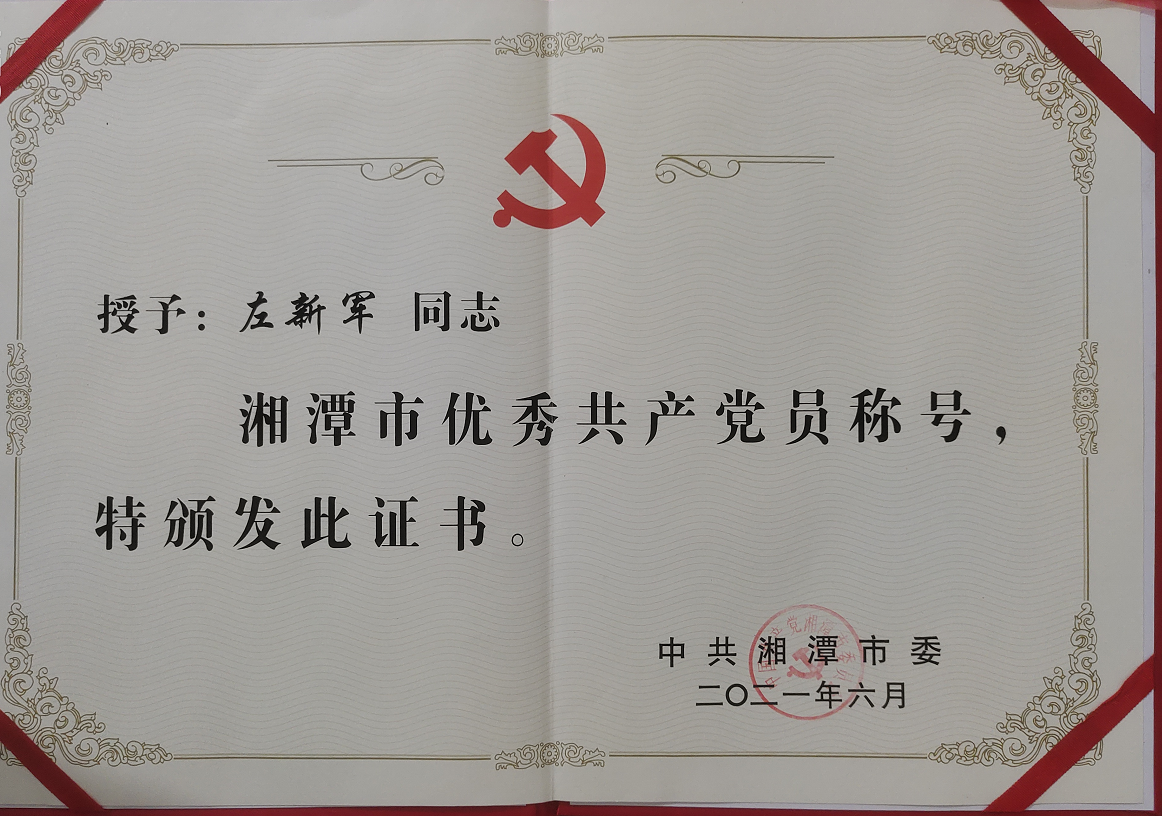 授予：左新军 同志
湘潭市优秀共产党员称号，
特颁发此证书。
中共湘潭市委
二〇二一年六月